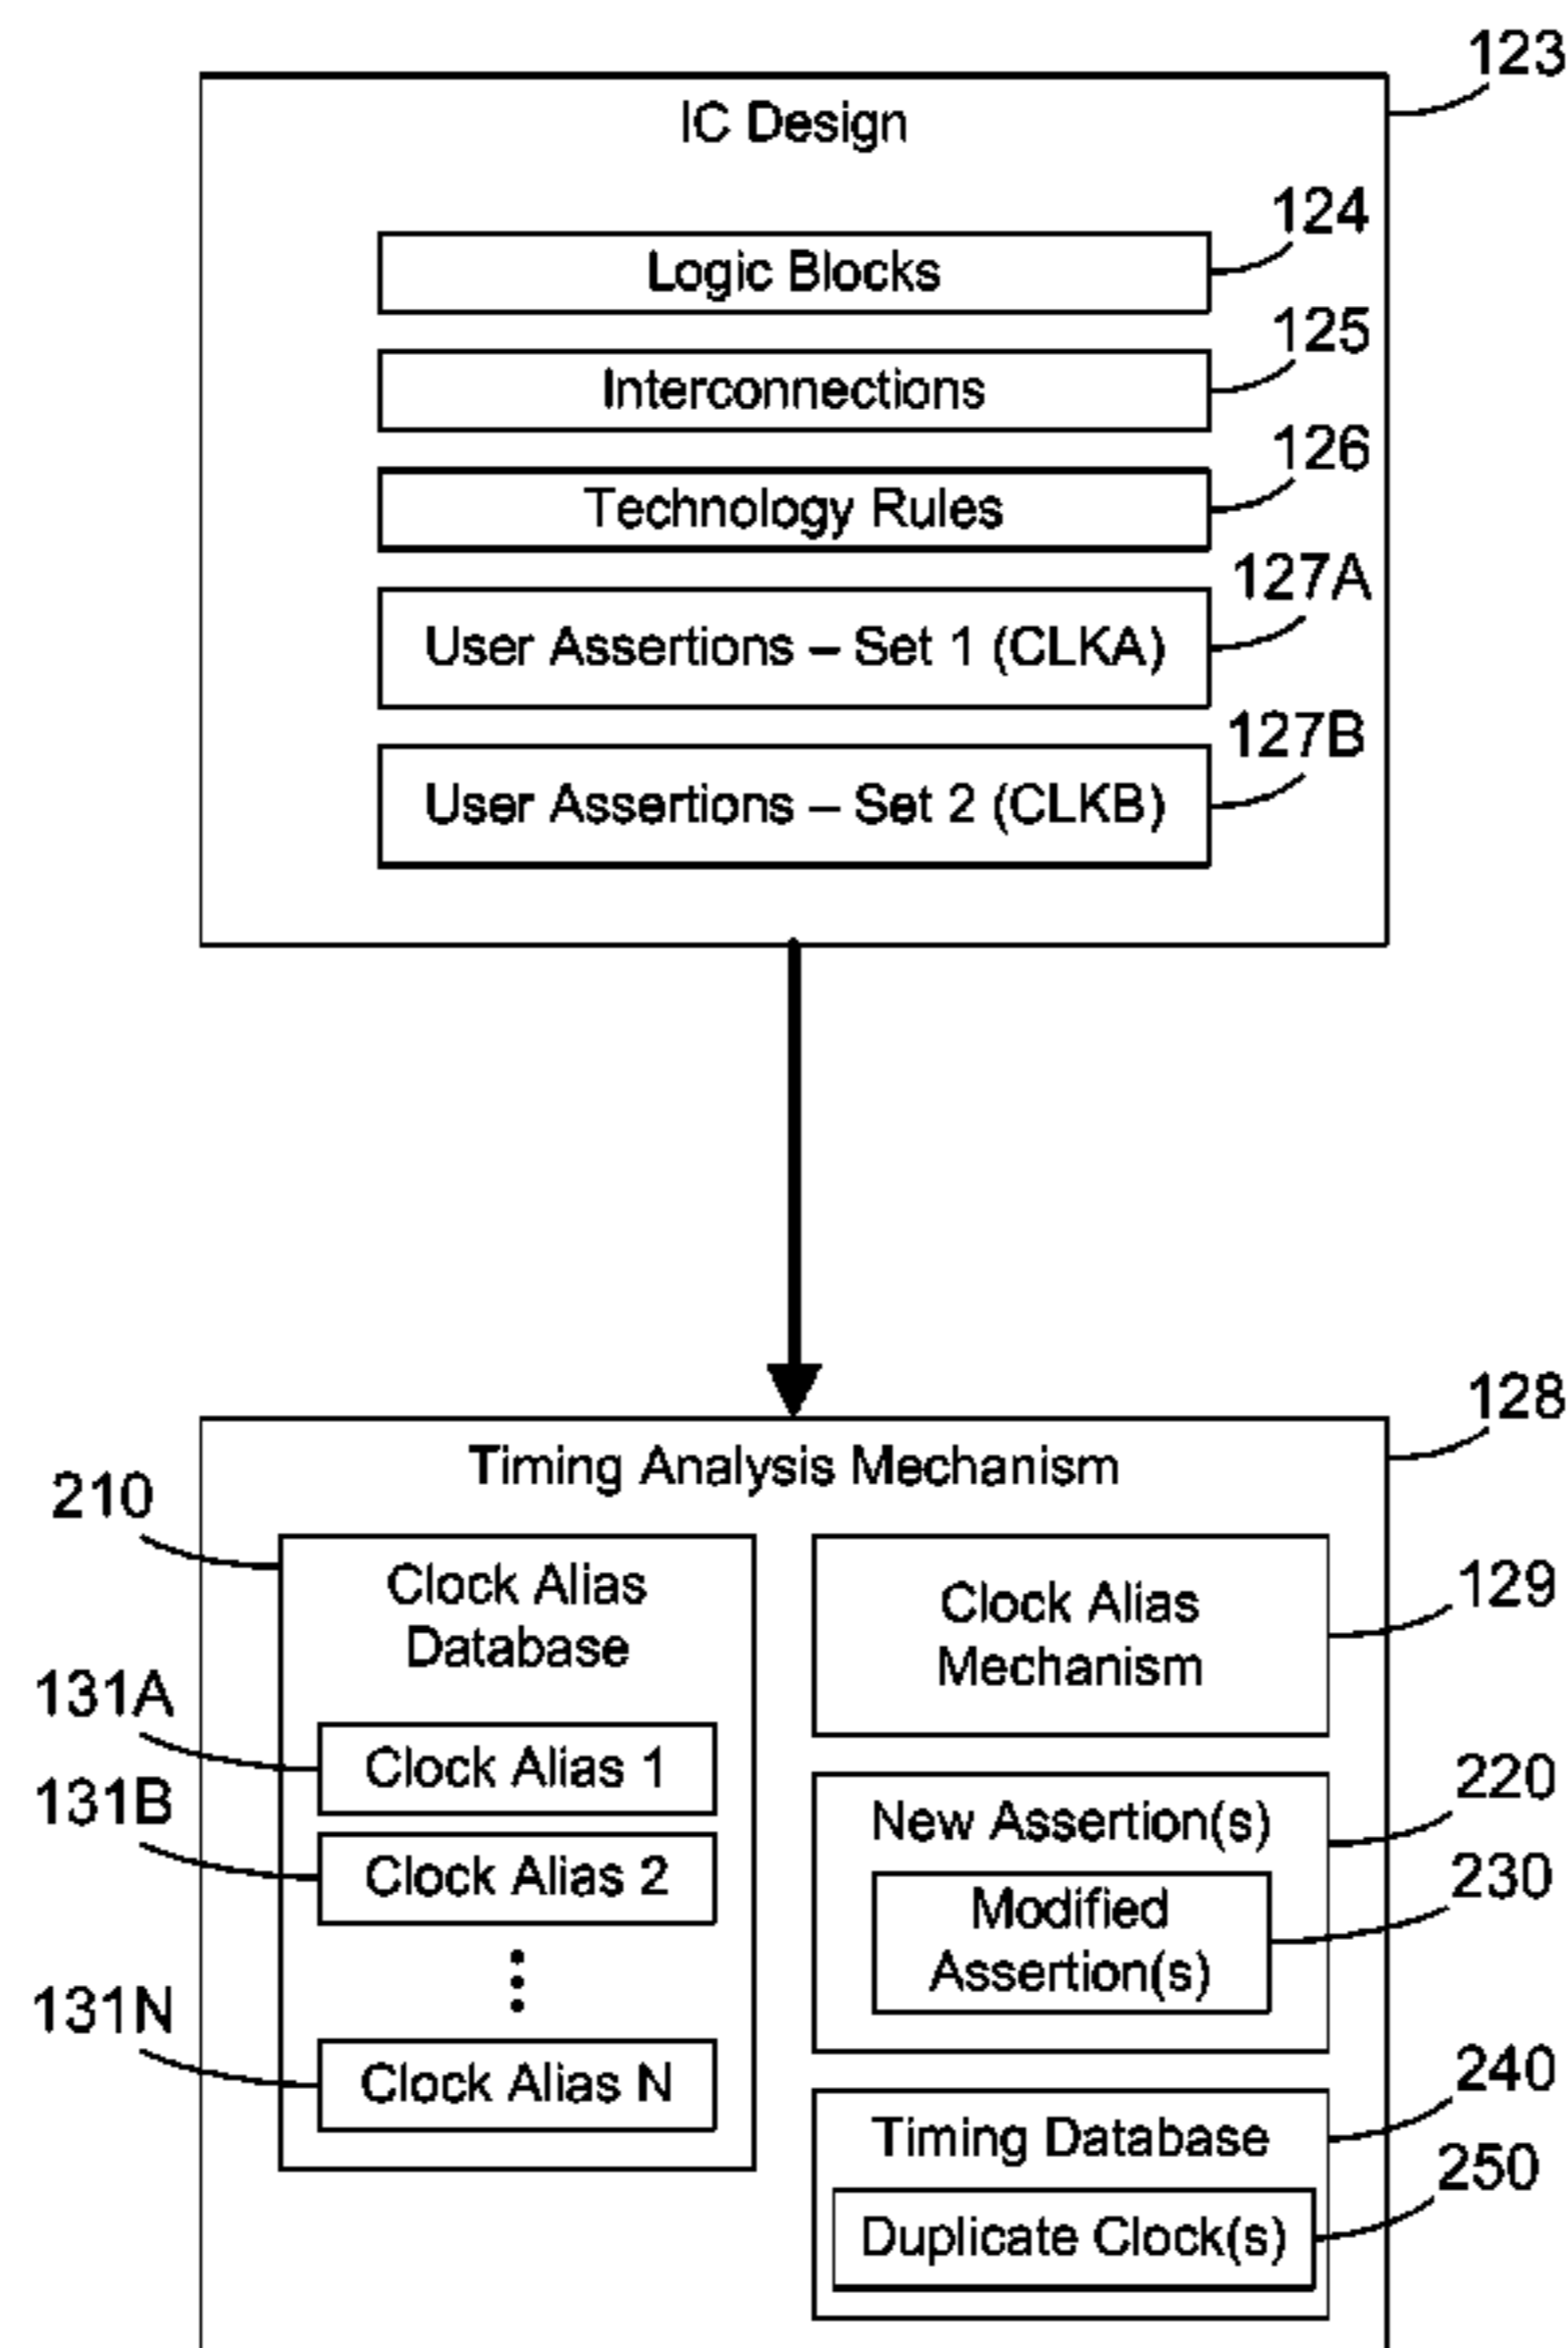 123
IC Design
124
Logic Blocks
125
Interconnections
126
Technology Rules
127A
User Assertions – Set 1 (CLKA)
127B
User Assertions – Set 2 (CLKB)
128
Timing Analysis Mechanism
210
Clock Alias
Database
131A
Clock Alias 1
131B
Clock Alias 2
131N
Clock Alias N
129
Clock Alias
Mechanism
220
New Assertion(s)
230
Modified
Assertion(s)
240
Timing Database
250
Duplicate Clock(s)